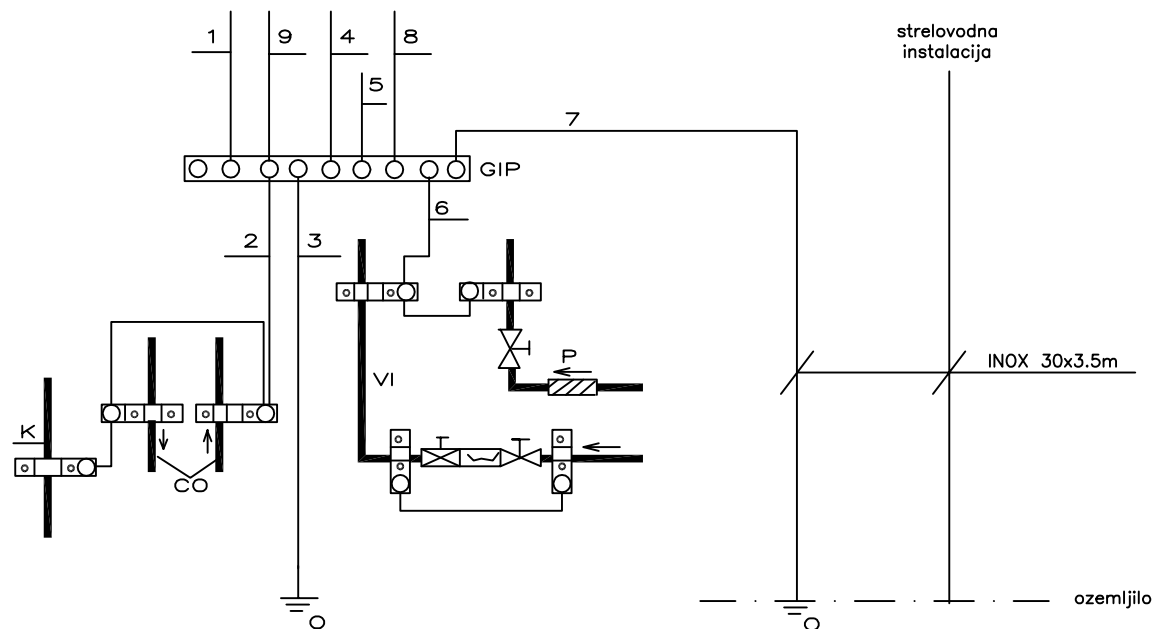 strelovodna
instalacija
1
9
4
8
5
7
GIP
6
2
3
P
INOX 30x3.5m
VI
K
CO
ozemljilo
O
O